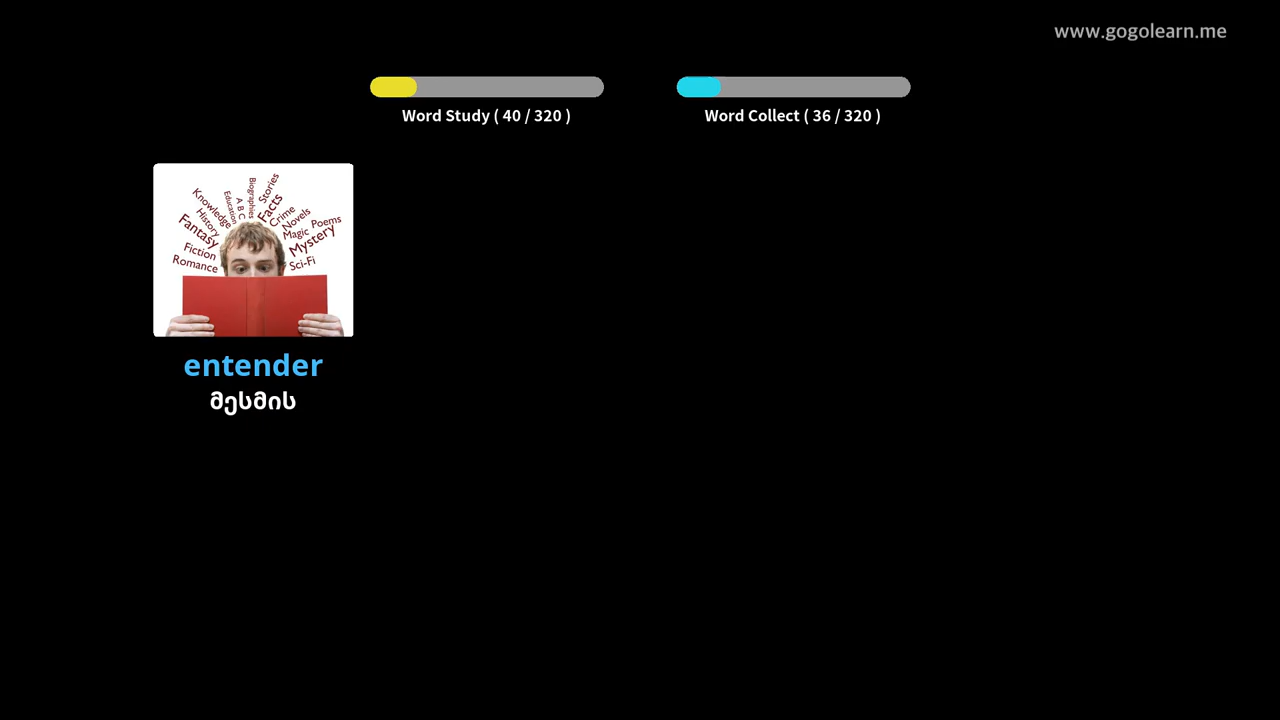 www.gogolearn.me
Word Study ( 40 / 320 )
Word Collect ( 36 / 320 )
Knowledge
History
Fantasy
Fiction
Romance
Education
A B C
Biographies
Stories
Facts
Crime
Novels
Magic
Poems
Mystery
Sci-Fi
entender
მესმის